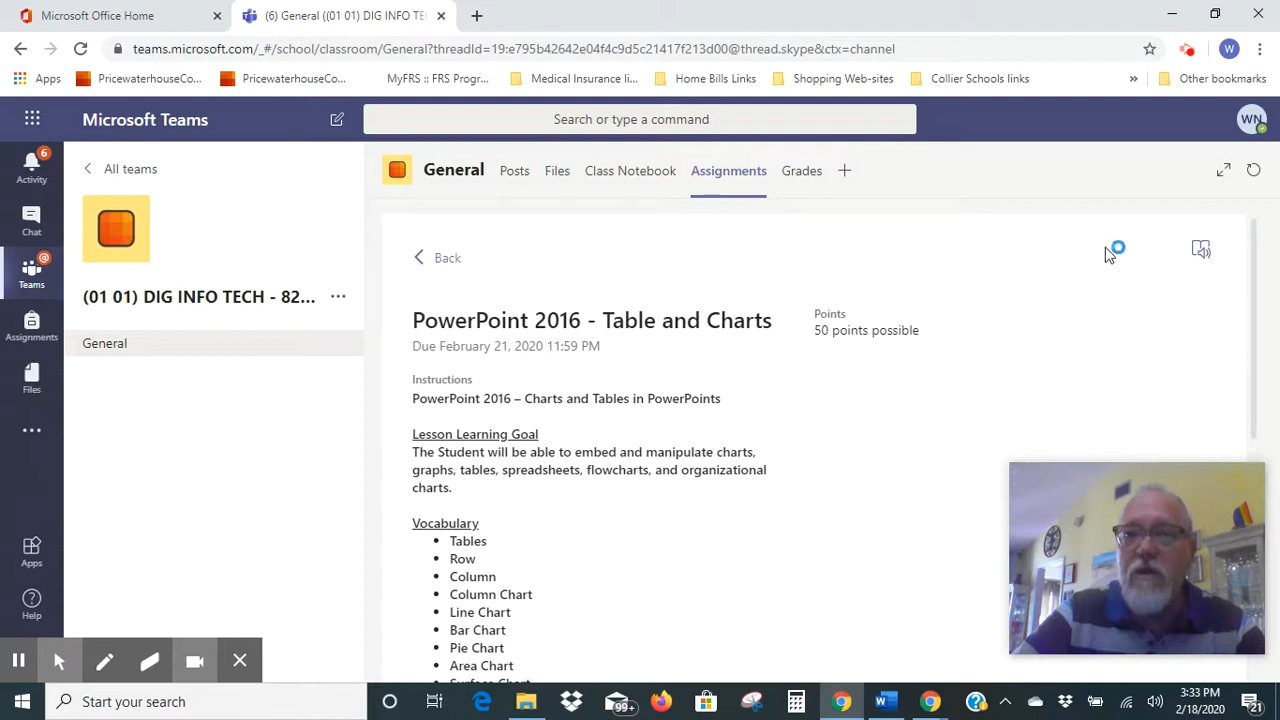 Microsoft Office Home
(6) General ((01 01) DIG INFO TE
teams.microsoft.com/_#/school/classroom/General?threadId=19:e795b42642e04f4c9d5c21417f213d00@thread.skype&ctx=channel
W
Apps
PricewaterhouseCo...
PricewaterhouseCo...
MyFRS :: FRS Progr...
Medical Insurance li...
Home Bills Links
Shopping Web-sites
Collier Schools links
»
Other bookmarks
Microsoft Teams
Search or type a command
WN
6
Activity
Chat
@
Teams
Assignments
Files
Apps
Help
All teams
(01 01) DIG INFO TECH - 82...
General
General
Posts
Files
Class Notebook
Assignments
Grades
Back
PowerPoint 2016 - Table and Charts
Due February 21, 2020 11:59 PM
Points
50 points possible
Instructions
PowerPoint 2016 – Charts and Tables in PowerPoints
Lesson Learning Goal
The Student will be able to embed and manipulate charts,
graphs, tables, spreadsheets, flowcharts, and organizational
charts.
Vocabulary
• Tables
• Row
• Column
• Column Chart
• Line Chart
• Bar Chart
• Pie Chart
• Area Chart
• Surface Chart
Start your search
99+
3:33 PM
2/18/2020
21